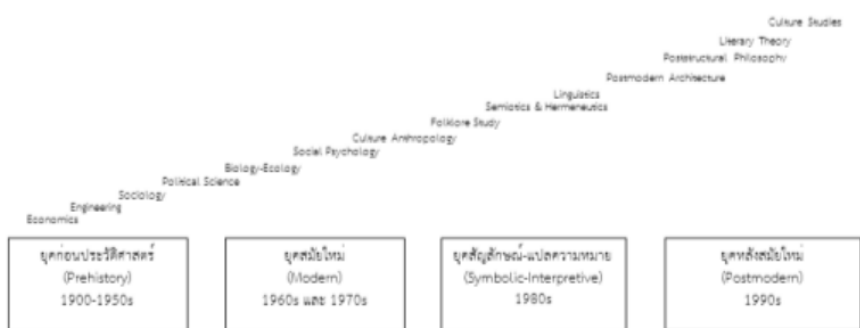 Culture Studies
Literary Theory
Poststructural Philosophy
Postmodern Architecture
Linguistics
Semiotics & Hermeneutics
Folklore Study
Culture Anthropology
Social Psychology
Biology-Ecology
Political Science
Sociology
Engineering
Economics
ยุคก่อนประวัติศาสตร์
(Prehistory)
1900-1950s
ยุคสมัยใหม่
(Modern)
1960s และ 1970s
ยุคสัญลักษณ์-แปลความหมาย
(Symbolic-Interpretive)
1980s
ยุคหลังสมัยใหม่
(Postmodern)
1990s